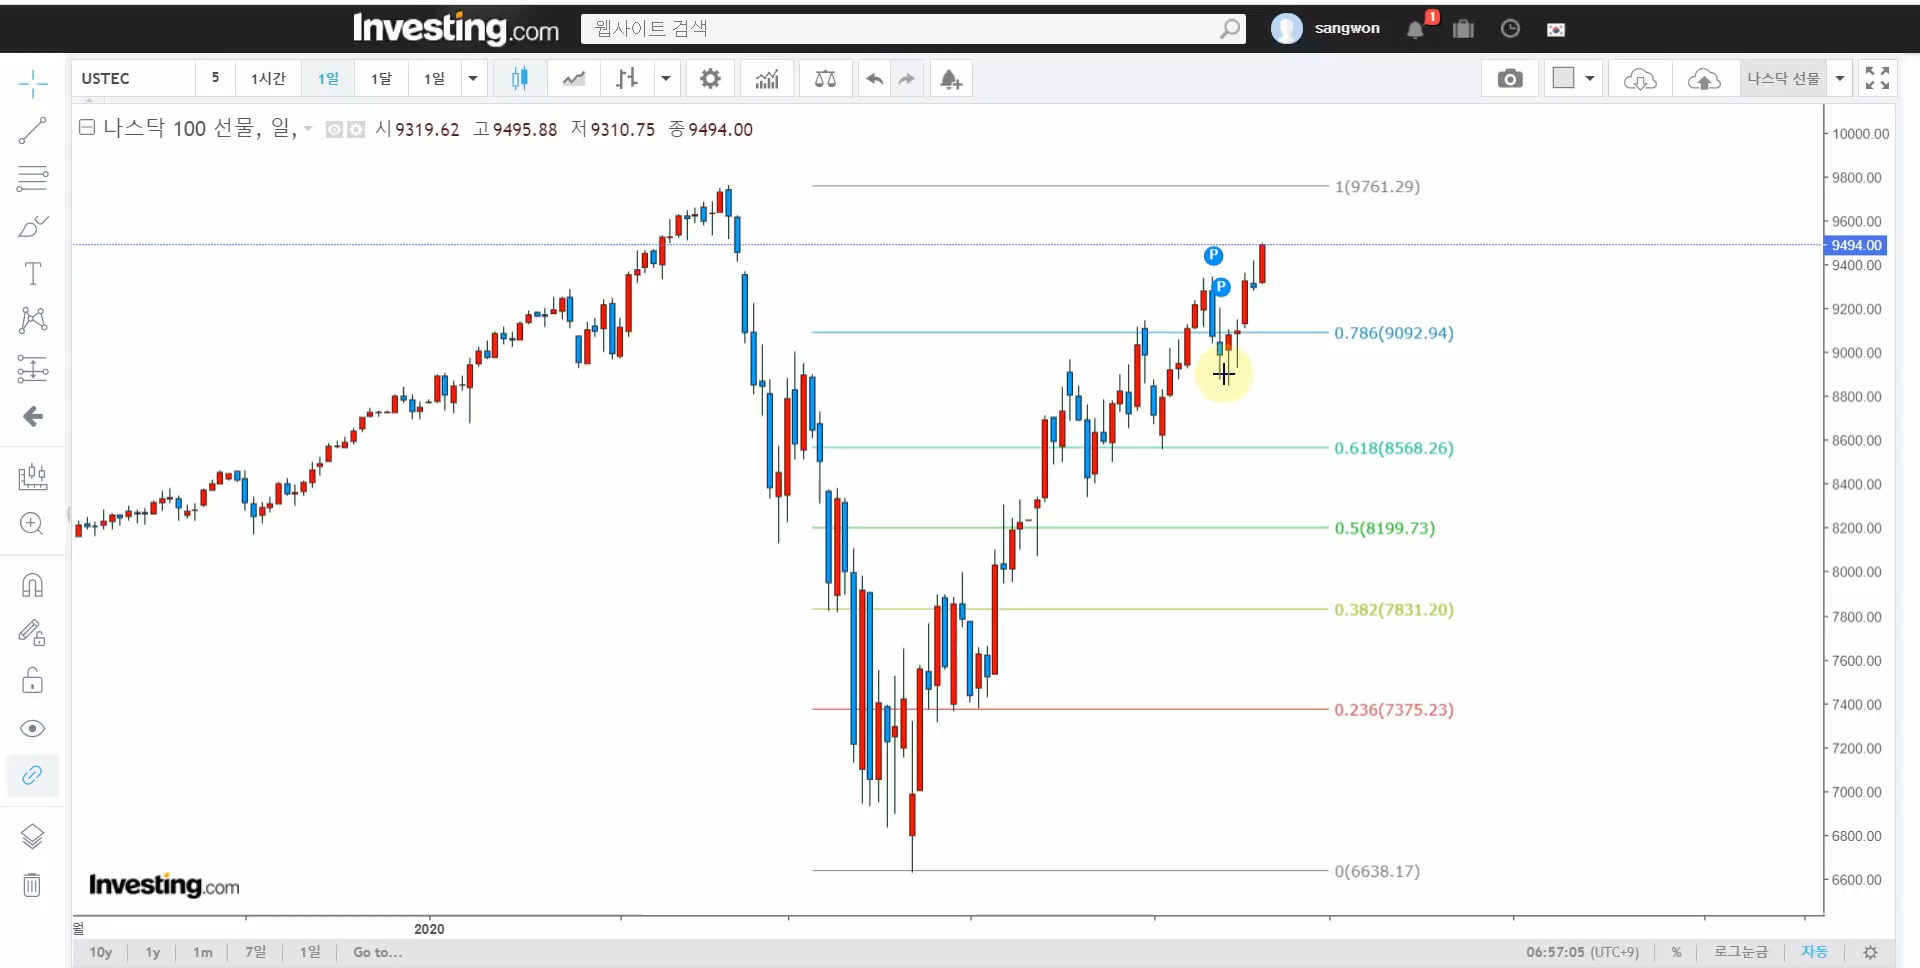 Investing.com
웹사이트 검색
sangwon
1
USTEC
5
1시간
1일
1달
1일
나스닥 선물
나스닥 100 선물, 일,
시 9319.62 고 9495.88 저 9310.75 종 9494.00
10000.00
9800.00
9600.00
9494.00
9400.00
9200.00
9000.00
8800.00
8600.00
8400.00
8200.00
8000.00
7800.00
7600.00
7400.00
7200.00
7000.00
6800.00
6600.00
1(9761.29)
P
P
0.786(9092.94)
0.618(8568.26)
0.5(8199.73)
0.382(7831.20)
0.236(7375.23)
0(6638.17)
Investing.com
월
2020
10y
1y
1m
7일
1일
Go to...
06:57:05 (UTC+9)
%
로그눈금
자동